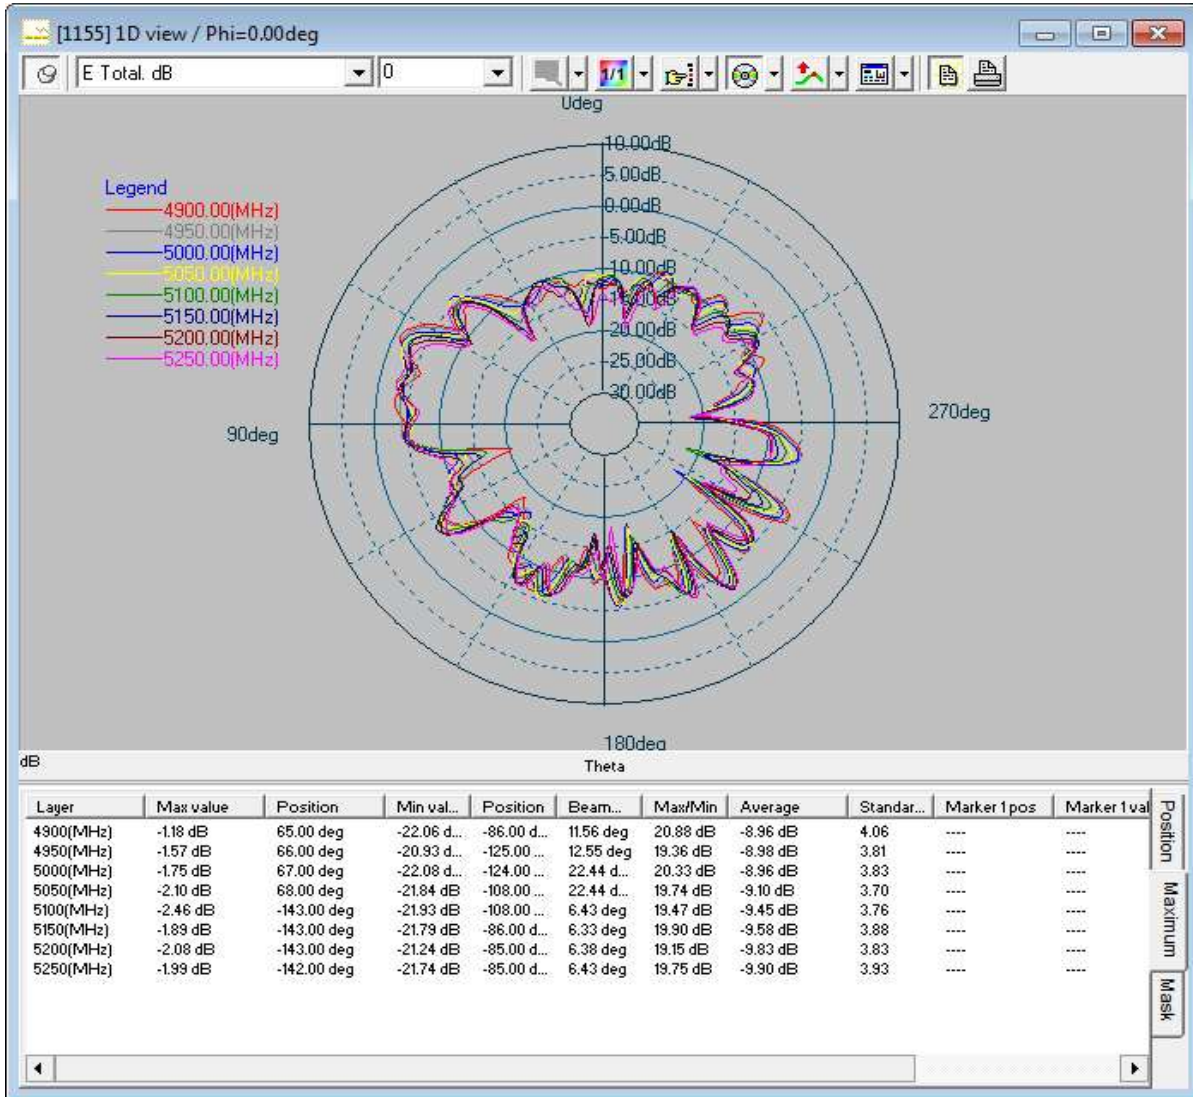 [1155] 1D view / Phi=0.00deg
E Total. dB 0 1/1
Udeg
10.00dB
5.00dB
0.00dB
-5.00dB
-10.00dB
-15.00dB
-20.00dB
-25.00dB
-30.00dB
Legend
4900.00(MHz)
4950.00(MHz)
5000.00(MHz)
5050.00(MHz)
5100.00(MHz)
5150.00(MHz)
5200.00(MHz)
5250.00(MHz)
270deg
90deg
180deg
dB Theta
Layer Max value Position Min val... Position Beam... Max/Min Average Standar... Marker 1 pos Marker 1 val
4900(MHz) -1.18 dB 65.00 deg -22.06 d... -86.00 d... 11.56 deg 20.88 dB -8.96 dB 4.06 ---- ----
4950(MHz) -1.57 dB 66.00 deg -20.93 d... -125.00 ... 12.55 deg 19.36 dB -8.98 dB 3.81 ---- ----
5000(MHz) -1.75 dB 67.00 deg -22.08 d... -124.00 ... 22.44 d... 20.33 dB -8.96 dB 3.83 ---- ----
5050(MHz) -2.10 dB 68.00 deg -21.84 dB -108.00 ... 22.44 d... 19.74 dB -9.10 dB 3.70 ---- ----
5100(MHz) -2.46 dB -143.00 deg -21.93 dB -108.00 ... 6.43 deg 19.47 dB -9.45 dB 3.76 ---- ----
5150(MHz) -1.89 dB -143.00 deg -21.79 dB -86.00 d... 6.33 deg 19.90 dB -9.58 dB 3.88 ---- ----
5200(MHz) -2.08 dB -143.00 deg -21.24 dB -85.00 d... 6.38 deg 19.15 dB -9.83 dB 3.83 ---- ----
5250(MHz) -1.99 dB -142.00 deg -21.74 dB -85.00 d... 6.43 deg 19.75 dB -9.90 dB 3.93 ---- ----
Position
Maximum
Mask